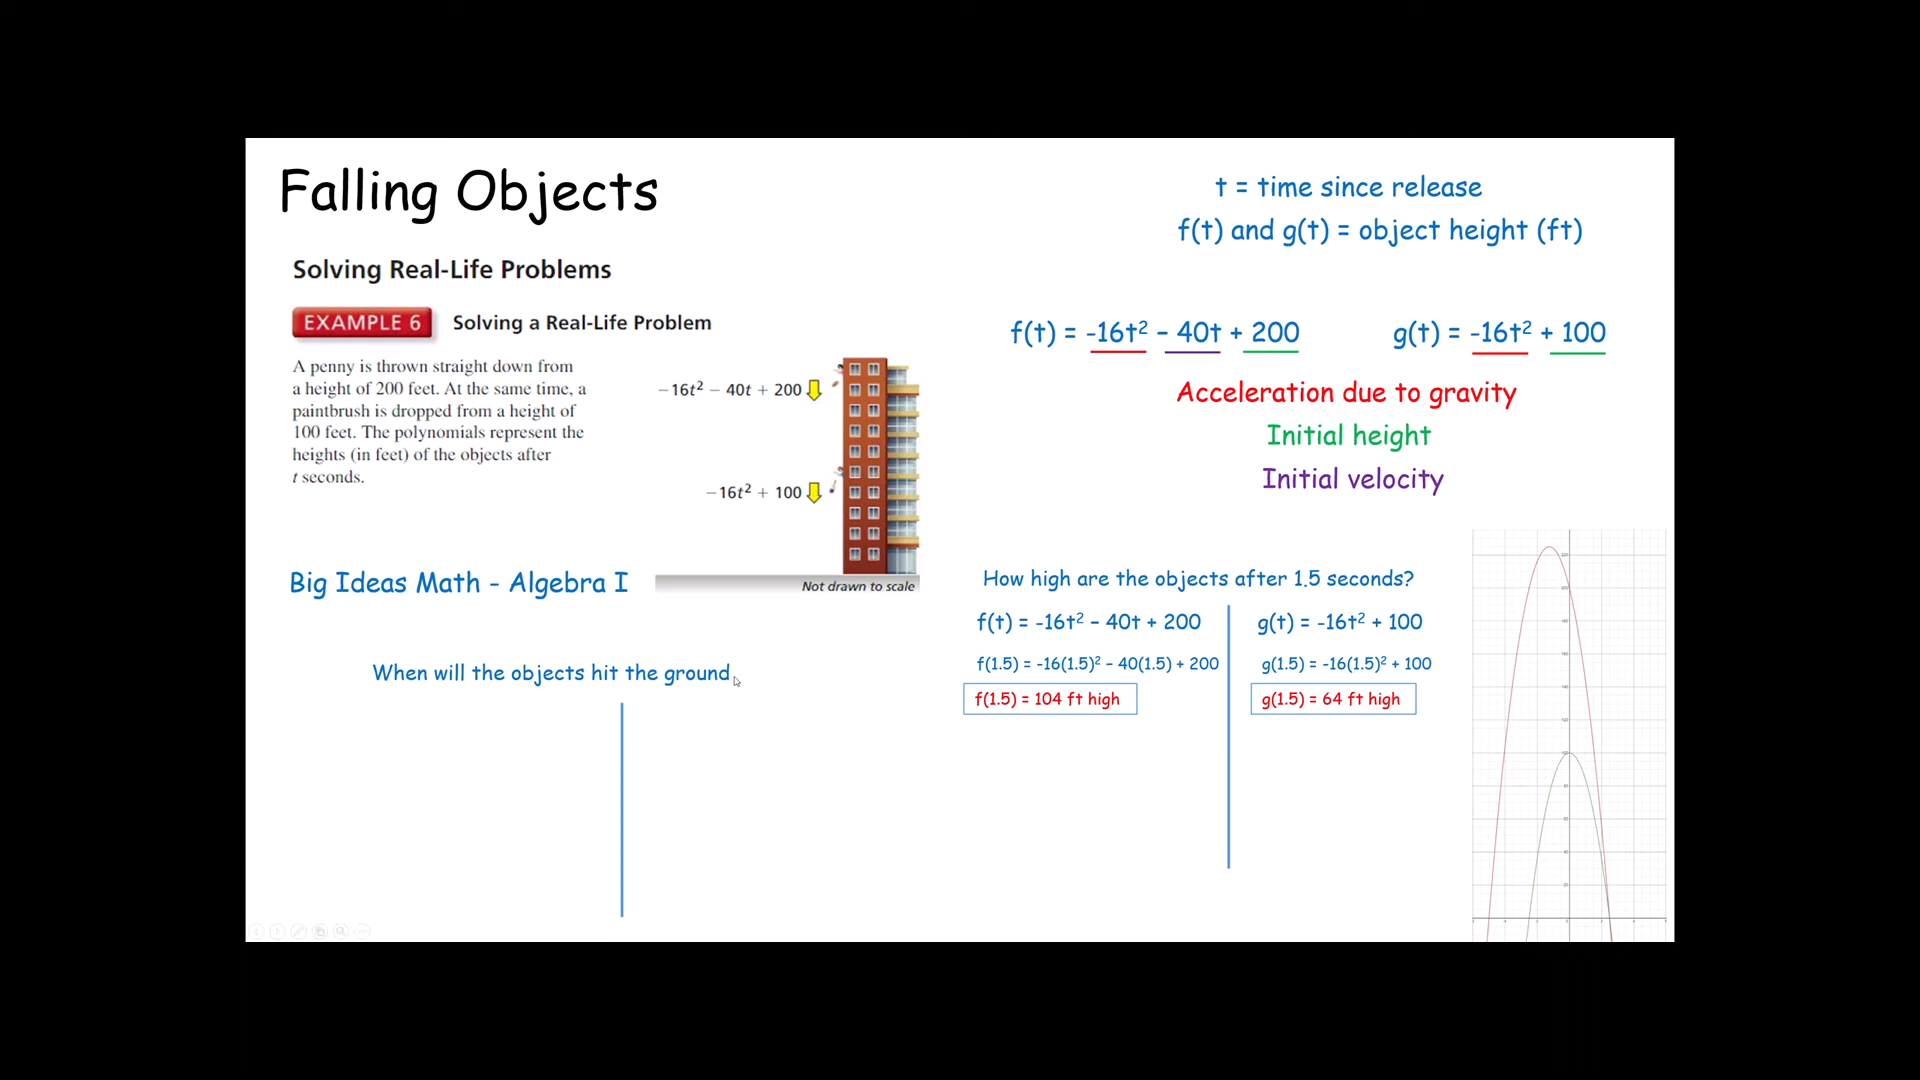 Falling Objects
t = time since release
f(t) and g(t) = object height (ft)
Solving Real-Life Problems
EXAMPLE 6 Solving a Real-Life Problem
A penny is thrown straight down from
a height of 200 feet. At the same time, a
paintbrush is dropped from a height of
100 feet. The polynomials represent the
heights (in feet) of the objects after
t seconds.
−16t² − 40t + 200
−16t² + 100
Not drawn to scale
Big Ideas Math - Algebra I
f(t) = -16t² – 40t + 200
g(t) = -16t² + 100
Acceleration due to gravity
Initial height
Initial velocity
How high are the objects after 1.5 seconds?
f(t) = -16t² – 40t + 200
g(t) = -16t² + 100
f(1.5) = -16(1.5)² – 40(1.5) + 200
g(1.5) = -16(1.5)² + 100
f(1.5) = 104 ft high
g(1.5) = 64 ft high
When will the objects hit the ground